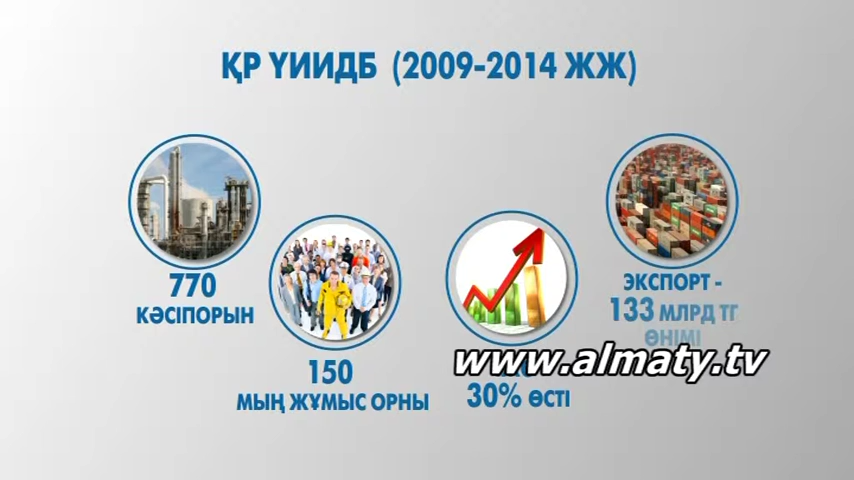 ҚР ҮИИДБ (2009-2014 ЖЖ)
770
КӘСІПОРЫН
150
МЫҢ ЖҰМЫС ОРНЫ
30% ӨСТІ
ЭКСПОРТ -
133 МЛРД ТГ
ӨНІМІ
www.almaty.tv